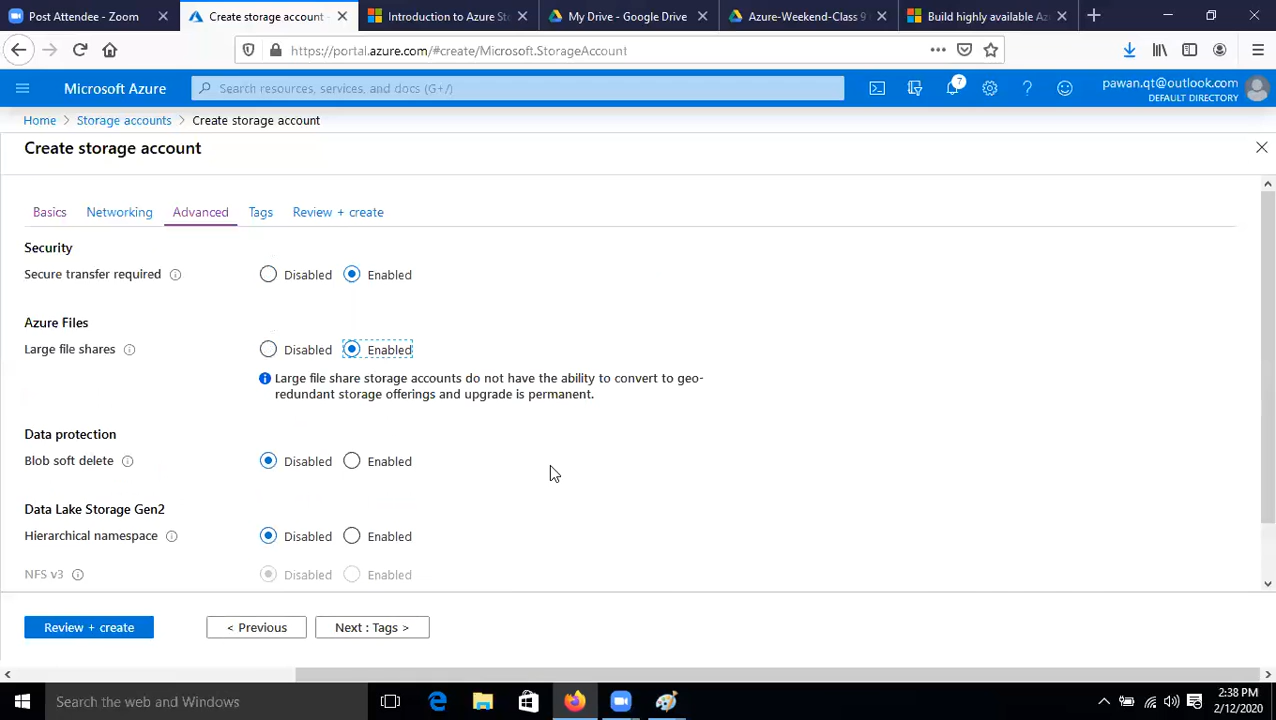 Post Attendee - Zoom
Create storage account -
Introduction to Azure St
My Drive - Google Drive
Azure-Weekend-Class 9
Build highly available Az
https://portal.azure.com/#create/Microsoft.StorageAccount
Microsoft Azure
Search resources, services, and docs (G+/)
7
pawan.qt@outlook.com
DEFAULT DIRECTORY
Home > Storage accounts > Create storage account
Create storage account
Basics Networking Advanced Tags Review + create
Security
Secure transfer required Disabled Enabled
Azure Files
Large file shares Disabled Enabled
Large file share storage accounts do not have the ability to convert to geo-
redundant storage offerings and upgrade is permanent.
Data protection
Blob soft delete Disabled Enabled
Data Lake Storage Gen2
Hierarchical namespace Disabled Enabled
NFS v3 Disabled Enabled
Review + create
< Previous
Next : Tags >
Search the web and Windows
2:38 PM
2/12/2020